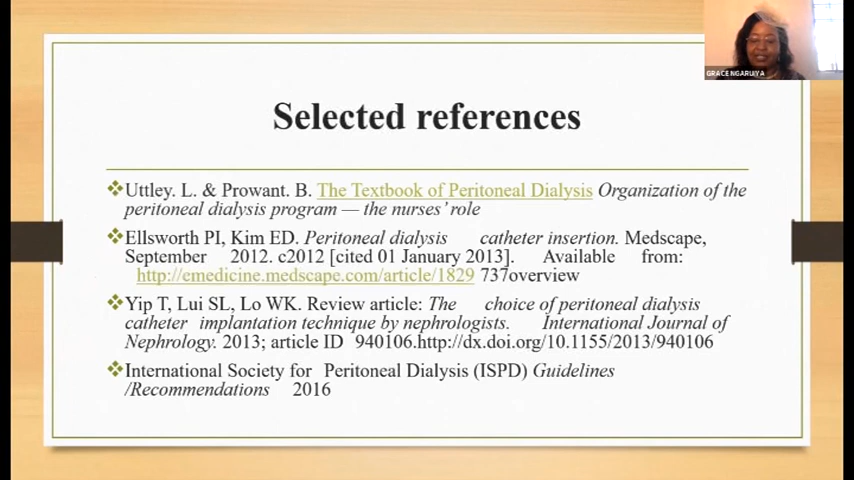 GRACE NGARUIYA
Selected references
Uttley. L. & Prowant. B. The Textbook of Peritoneal Dialysis Organization of the
peritoneal dialysis program — the nurses' role
Ellsworth PI, Kim ED. Peritoneal dialysis catheter insertion. Medscape,
September 2012. c2012 [cited 01 January 2013]. Available from:
http://emedicine.medscape.com/article/1829 737overview
Yip T, Lui SL, Lo WK. Review article: The choice of peritoneal dialysis
catheter implantation technique by nephrologists. International Journal of
Nephrology. 2013; article ID 940106.http://dx.doi.org/10.1155/2013/940106
International Society for Peritoneal Dialysis (ISPD) Guidelines
/Recommendations 2016